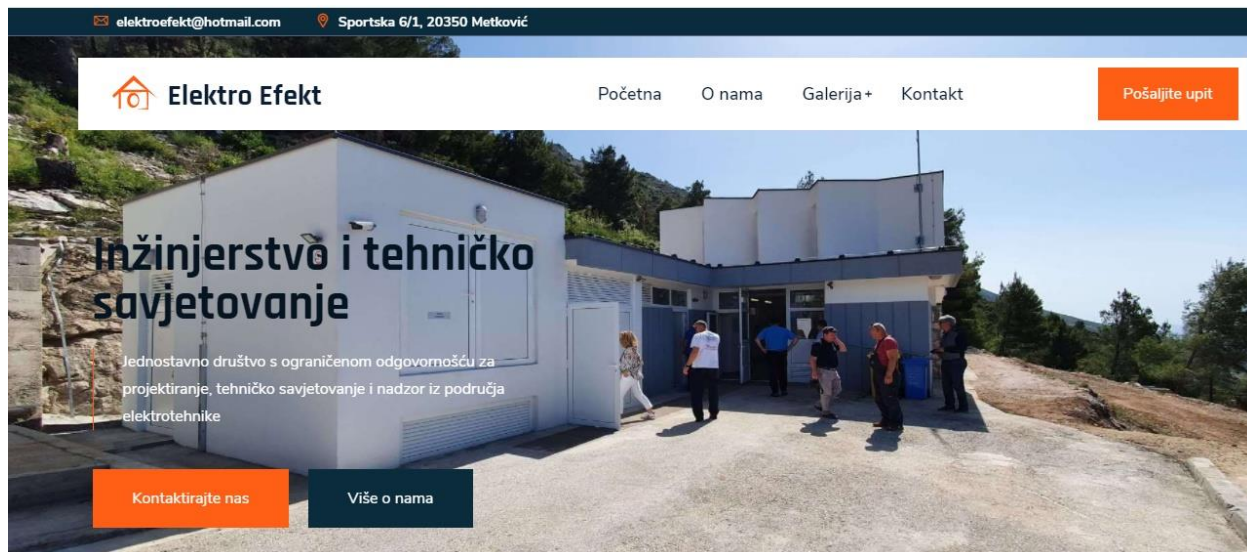 elektroefekt@hotmail.com Sportska 6/1, 20350 Metković
Elektro Efekt Početna O nama Galerija+ Kontakt Pošaljite upit
Inžinjerstvo i tehničko
savjetovanje
Jednostavno društvo s ograničenom odgovornošću za
projektiranje, tehničko savjetovanje i nadzor iz područja
elektrotehnike
Kontaktirajte nas Više o nama